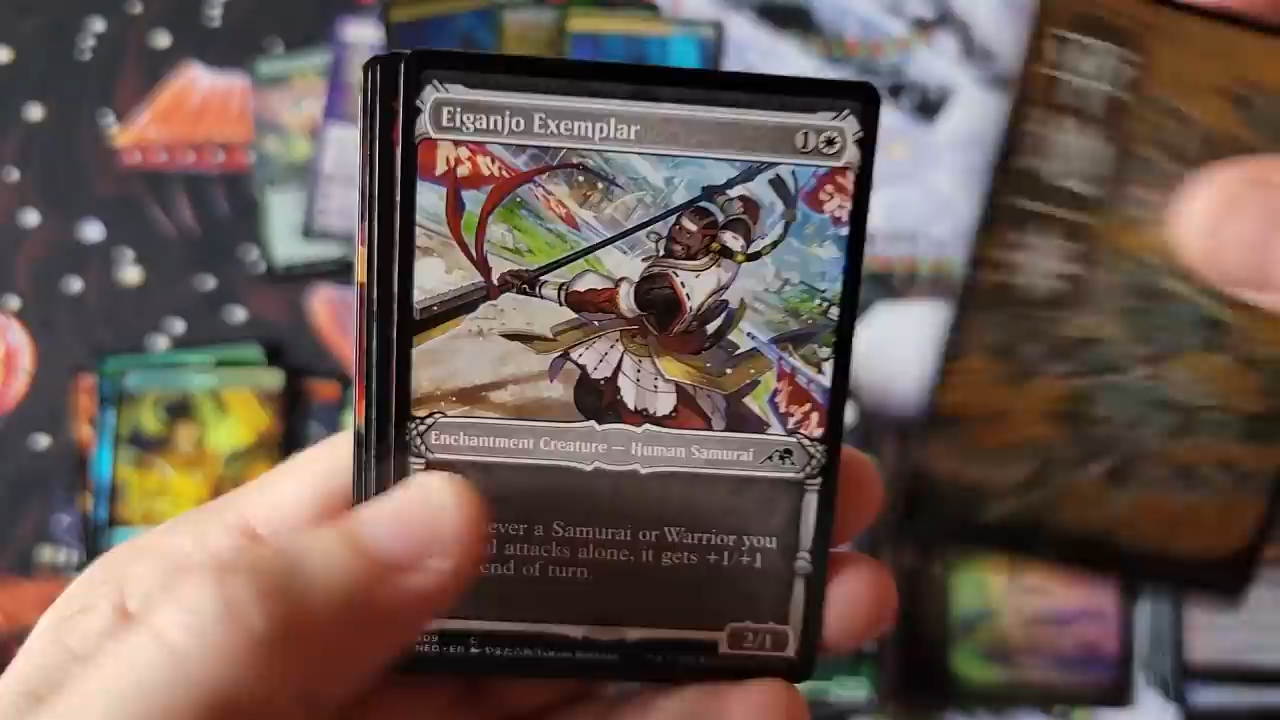 Eiganjo Exemplar
1
Enchantment Creature — Human Samurai
ever a Samurai or Warrior you
l attacks alone, it gets +1/+1
end of turn.
2/1
NEO • EN